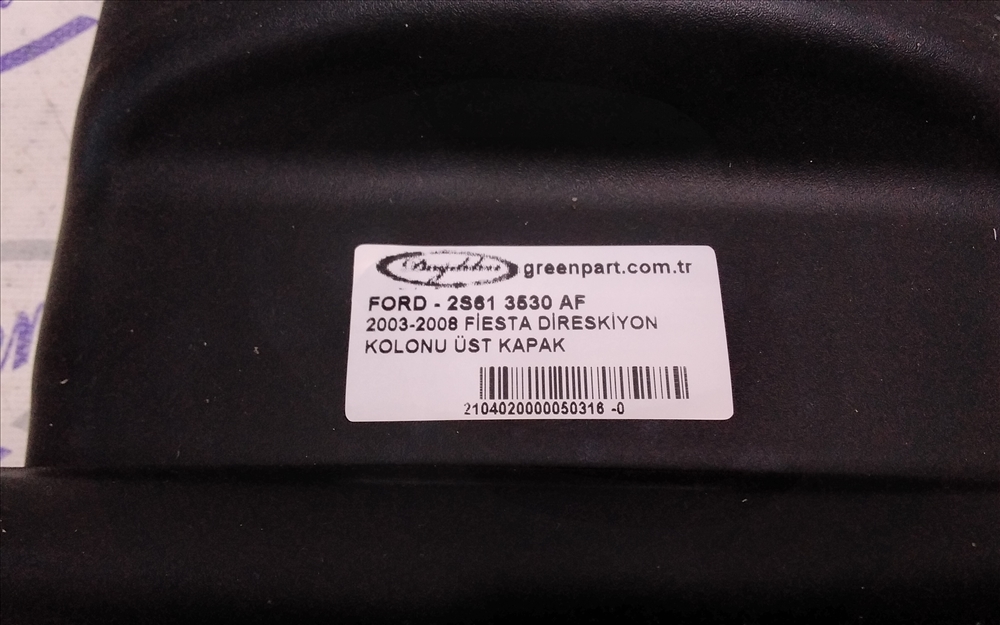 greenpart.com.tr
FORD - 2S61 3530 AF
2003-2008 FİESTA DİRESKİYON
KOLONU ÜST KAPAK
2104020000050316 -0